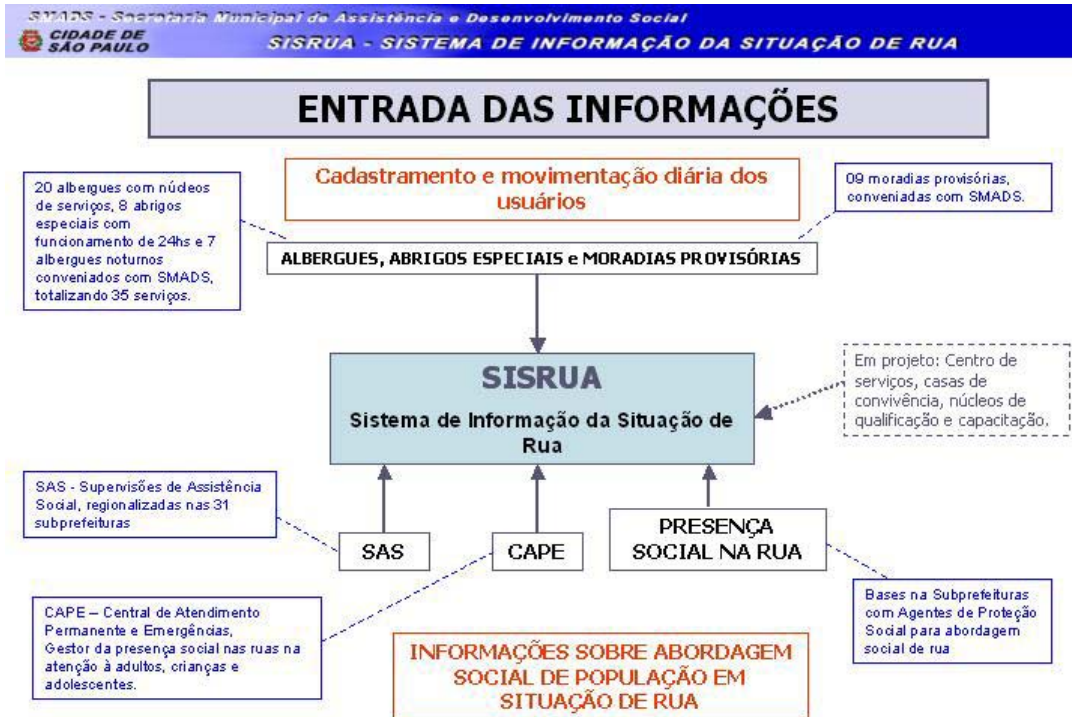 SMADS - Secretaria Municipal de Assistência e Desenvolvimento Social
CIDADE DE
SÃO PAULO
SISRUA - SISTEMA DE INFORMAÇÃO DA SITUAÇÃO DE RUA
ENTRADA DAS INFORMAÇÕES
20 albergues com núcleos
de serviços, 8 abrigos
especiais com
funcionamento de 24hs e 7
albergues noturnos
conveniados com SMADS,
totalizando 35 serviços.
Cadastramento e movimentação diária dos
usuários
09 moradias provisórias,
conveniadas com SMADS.
ALBERGUES, ABRIGOS ESPECIAIS e MORADIAS PROVISÓRIAS
SISRUA
Sistema de Informação da Situação de
Rua
Em projeto: Centro de
serviços, casas de
convivência, núcleos de
qualificação e capacitação.
SAS - Supervisões de Assistência
Social, regionalizadas nas 31
subprefeituras
SAS
CAPE
PRESENÇA
SOCIAL NA RUA
CAPE – Central de Atendimento
Permanente e Emergências,
Gestor da presença social nas ruas na
atenção à adultos, crianças e
adolescentes.
Bases na Subprefeituras
com Agentes de Proteção
Social para abordagem
social de rua
INFORMAÇÕES SOBRE ABORDAGEM
SOCIAL DE POPULAÇÃO EM
SITUAÇÃO DE RUA